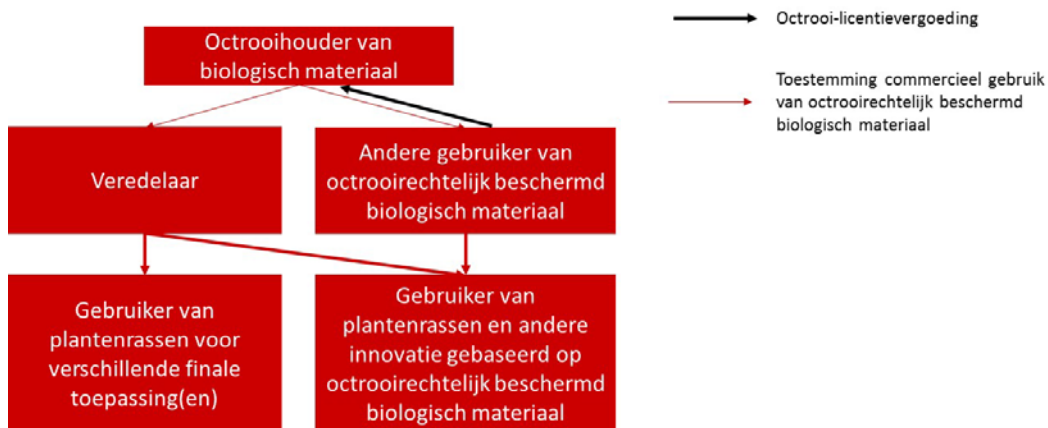 Octrooihouder van
biologisch materiaal
Octrooi-licentievergoeding
Toestemming commercieel gebruik
van octrooirechtelijk beschermd
biologisch materiaal
Veredelaar
Andere gebruiker van
octrooirechtelijk beschermd
biologisch materiaal
Gebruiker van
plantenrassen voor
verschillende finale
toepassing(en)
Gebruiker van
plantenrassen en andere
innovatie gebaseerd op
octrooirechtelijk beschermd
biologisch materiaal